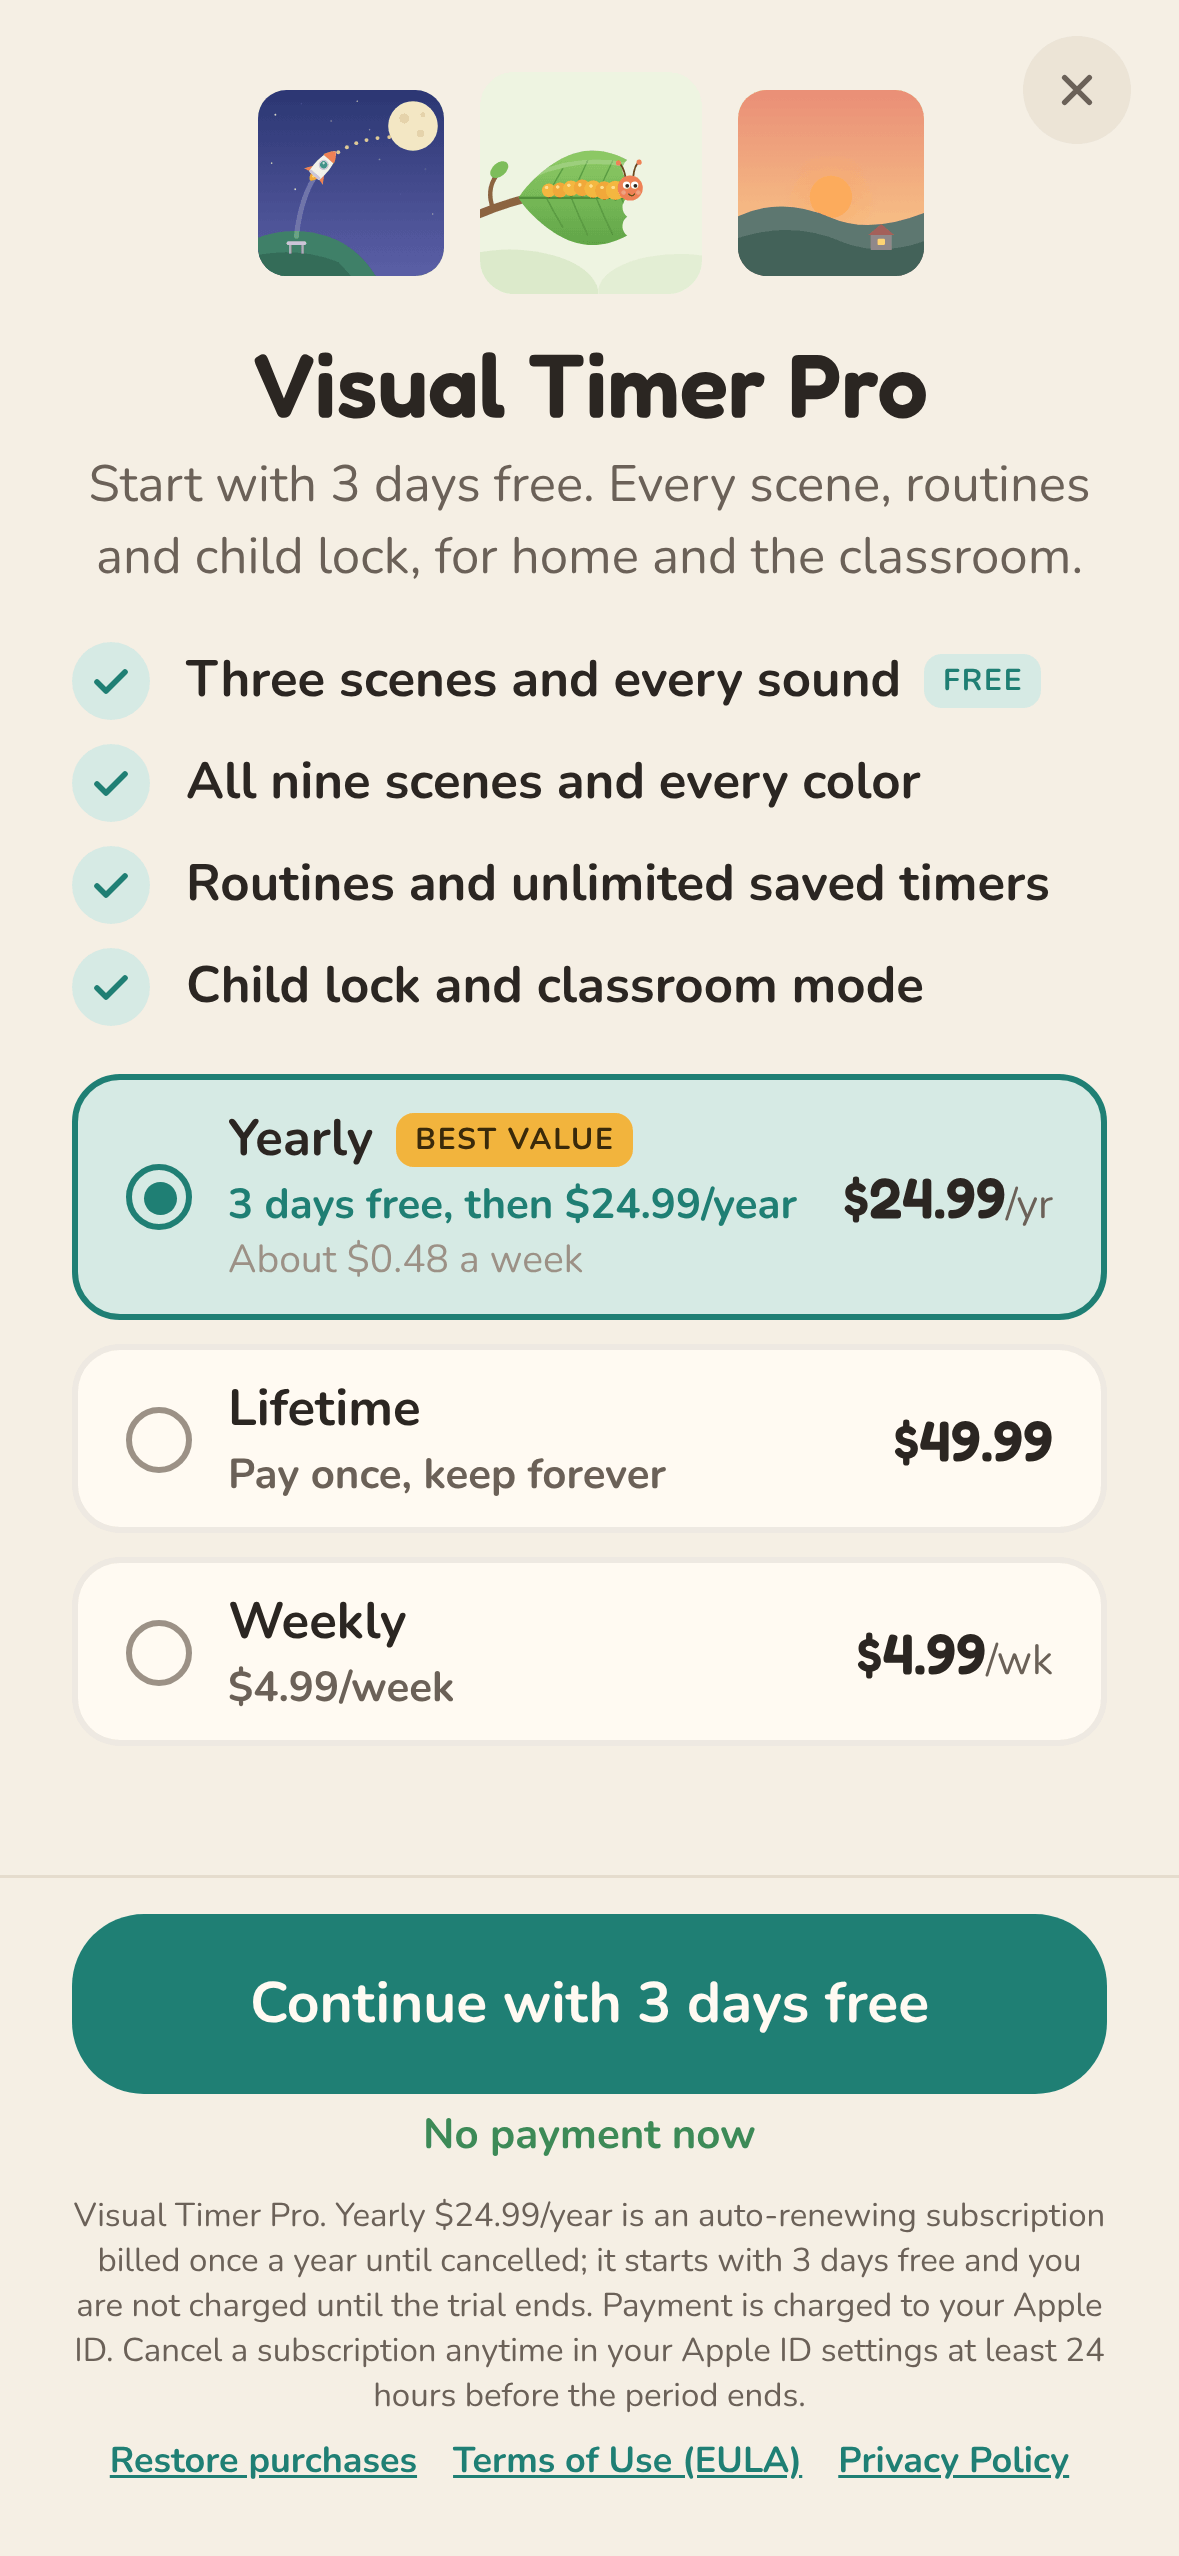 Visual Timer Pro
Start with 3 days free. Every scene, routines
and child lock, for home and the classroom.
Three scenes and every sound FREE
All nine scenes and every color
Routines and unlimited saved timers
Child lock and classroom mode
Yearly BEST VALUE
3 days free, then $24.99/year $24.99/yr
About $0.48 a week
Lifetime
$49.99
Pay once, keep forever
Weekly
$4.99/wk
$4.99/week
Continue with 3 days free
No payment now
Visual Timer Pro. Yearly $24.99/year is an auto-renewing subscription
billed once a year until cancelled; it starts with 3 days free and you
are not charged until the trial ends. Payment is charged to your Apple
ID. Cancel a subscription anytime in your Apple ID settings at least 24
hours before the period ends.
Restore purchases Terms of Use (EULA) Privacy Policy